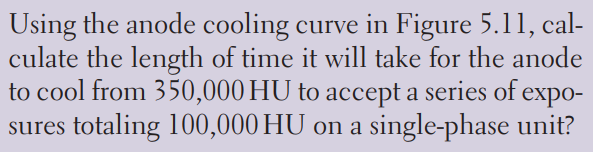 Using the anode cooling curve in Figure 5.11, cal-
culate the length of time it will take for the anode
to cool from 350,000 HU to accept a series of expo-
sures totaling 100,000 HU on a single-phase unit?